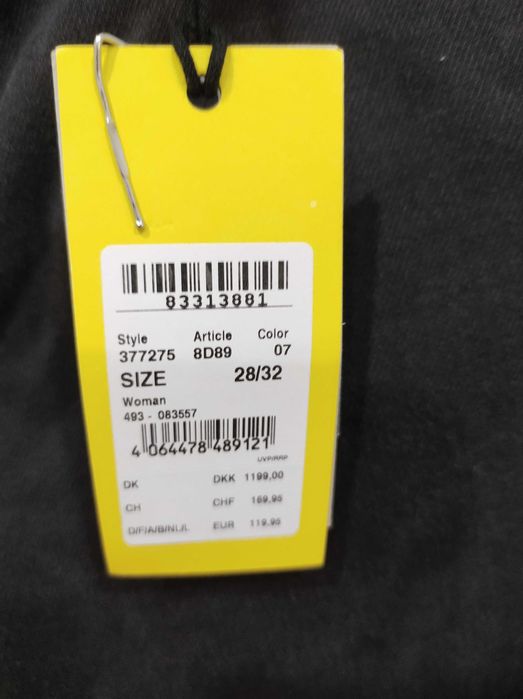 83313881
Style Article Color
377275 8D89 07
SIZE 28/32
Woman
493 - 083557
4 064478 489121
UVP/RRP
DK DKK 1199,00
CH CHF 169,95
D/F/A/B/NL/L EUR 119,95